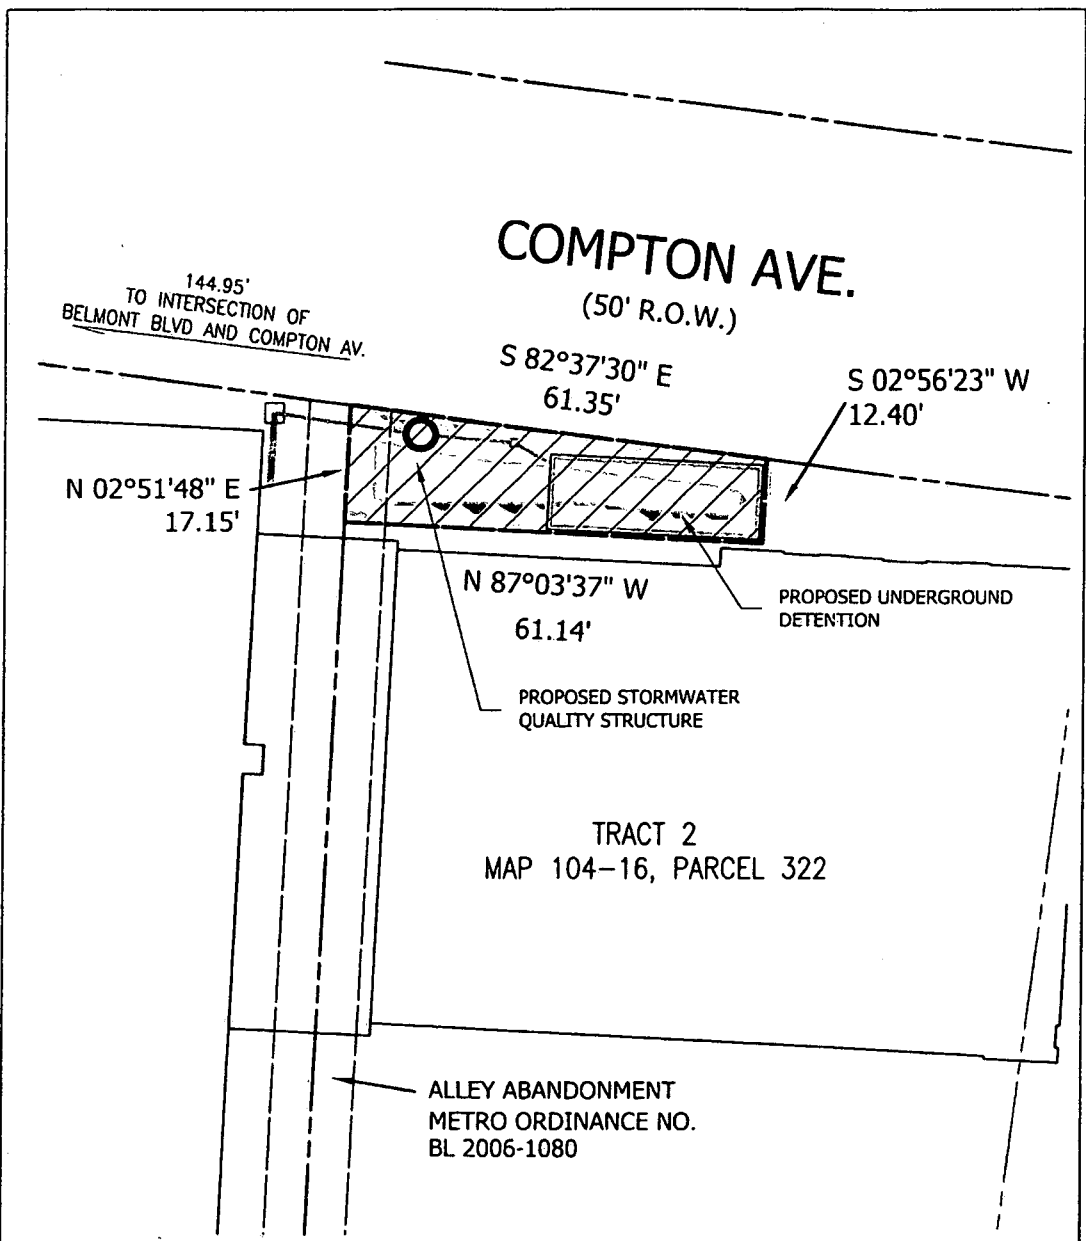 COMPTON AVE.
(50' R.O.W.)
144.95'
TO INTERSECTION OF
BELMONT BLVD AND COMPTON AV.
S 82°37'30" E
61.35'
S 02°56'23" W
12.40'
N 02°51'48" E
17.15'
N 87°03'37" W
61.14'
PROPOSED UNDERGROUND
DETENTION
PROPOSED STORMWATER
QUALITY STRUCTURE
TRACT 2
MAP 104-16, PARCEL 322
ALLEY ABANDONMENT
METRO ORDINANCE NO.
BL 2006-1080